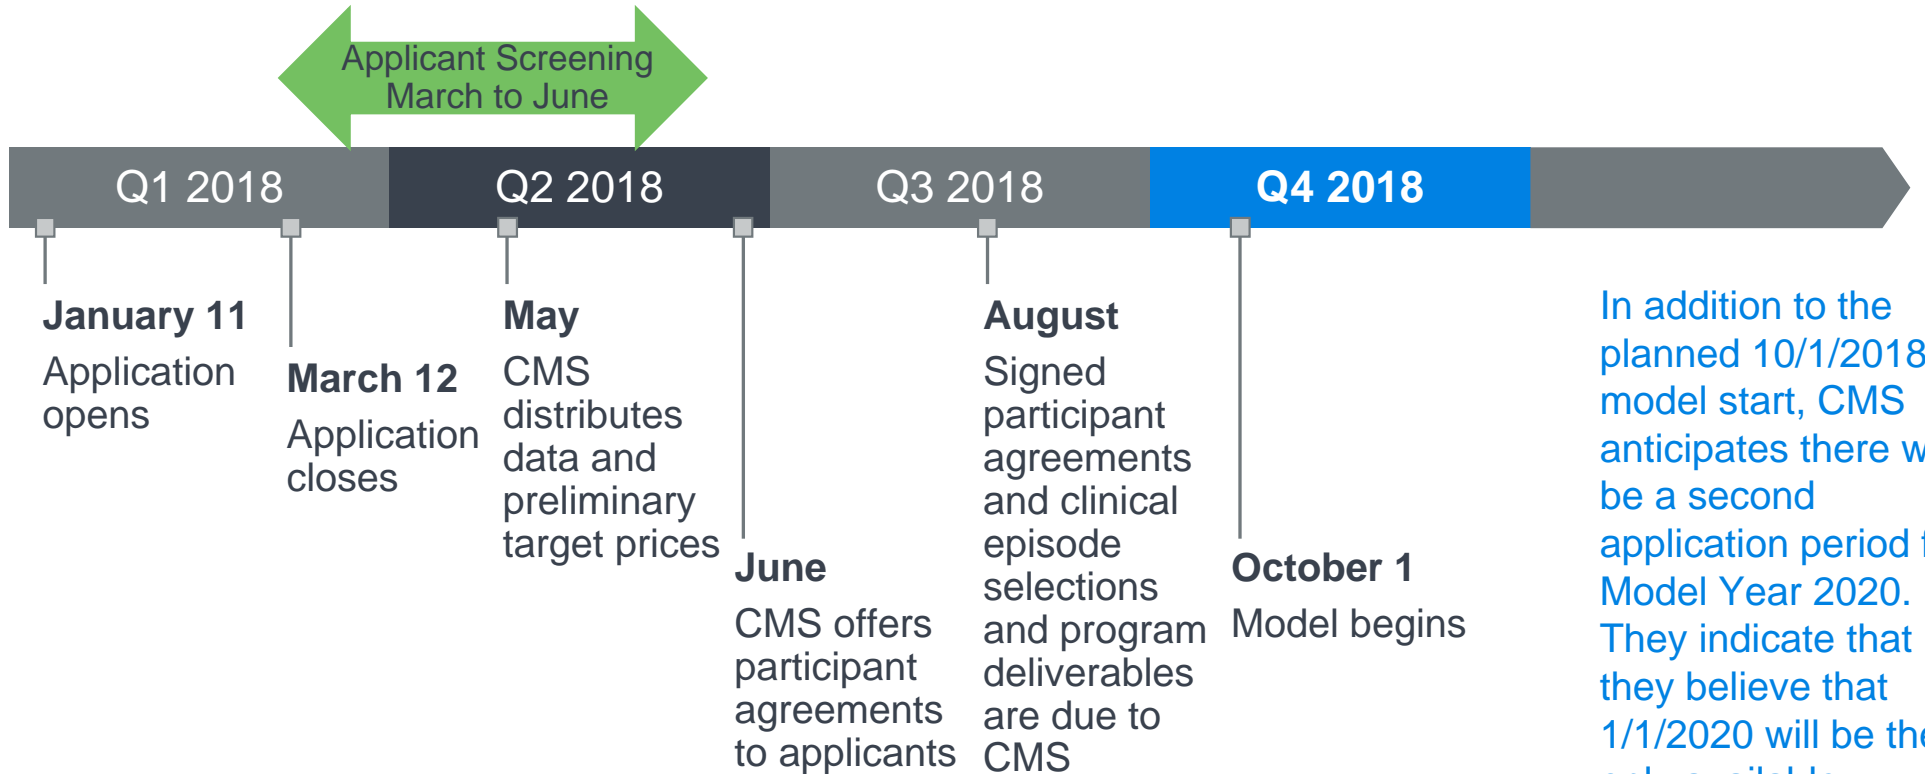 Applicant Screening
March to June
Q1 2018
Q2 2018
Q3 2018
Q4 2018
January 11
Application
opens
March 12
Application
closes
May
CMS
distributes
data and
preliminary
target prices
June
CMS offers
participant
agreements
to applicants
August
Signed
participant
agreements
and clinical
episode
selections
and program
deliverables
are due to
CMS
October 1
Model begins
In addition to the
planned 10/1/2018
model start, CMS
anticipates there
be a second
application period
Model Year 2020.
They indicate that
they believe that
1/1/2020 will be the